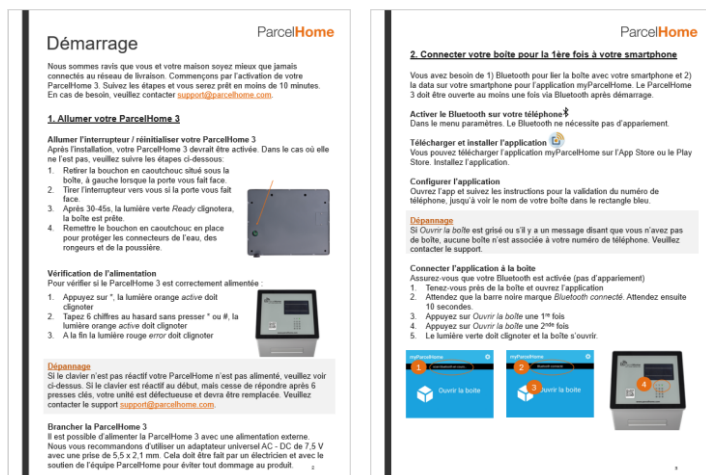 ParcelHome
Démarrage
Nous sommes ravis que vous et votre maison soyez mieux que jamais
connectés au réseau de livraison. Commençons par l'activation de votre
ParcelHome 3. Suivez les étapes et vous serez prêt en moins de 10 minutes.
En cas de besoin, veuillez contacter support@parcelhome.com.
1. Allumer votre ParcelHome 3
Allumer l'interrupteur / réinitialiser votre ParcelHome 3
Après l'installation, votre ParcelHome 3 devrait être activée. Dans le cas où elle
ne l'est pas, veuillez suivre les étapes ci-dessous:
1. Retirer le bouchon en caoutchouc situé sous la
boîte, à gauche lorsque la porte vous fait face.
2. Tirer l'interrupteur vers vous si la porte vous fait
face.
3. Après 30-45s, la lumière verte Ready clignotera,
la boîte est prête.
4. Remettre le bouchon en caoutchouc en place
pour protéger les connecteurs de l'eau, des
rongeurs et de la poussière.
Vérification de l'alimentation
Pour vérifier si le ParcelHome 3 est correctement alimentée :
1. Appuyez sur *, la lumière orange active doit
clignoter
2. Tapez 6 chiffres au hasard sans presser * ou #, la
lumière orange active doit clignoter
3. A la fin la lumière rouge error doit clignoter
Dépannage
Si le clavier n'est pas réactif votre ParcelHome n'est pas alimenté, veuillez voir
ci-dessus. Si le clavier est réactif au début, mais cesse de répondre après 6
presses clés, votre unité est défectueuse et devra être remplacée. Veuillez
contacter le support support@parcelhome.com.
Brancher la ParcelHome 3
Il est possible d'alimenter la ParcelHome 3 avec une alimentation externe.
Nous vous recommandons d'utiliser un adaptateur universel AC - DC de 7,5 V
avec une prise de 5,5 x 2,1 mm. Cela doit être fait par un électricien et avec le
soutien de l'équipe ParcelHome pour éviter tout dommage au produit.
ParcelHome
2. Connecter votre boîte pour la 1ère fois à votre smartphone
Vous avez besoin de 1) Bluetooth pour lier la boîte avec votre smartphone et 2)
la data sur votre smartphone pour l'application myParcelHome. Le ParcelHome
3 doit être ouverte au moins une fois via Bluetooth après démarrage.
Activer le Bluetooth sur votre téléphone
Dans le menu paramètres. Le Bluetooth ne nécessite pas d'appariement.
Télécharger et installer l'application
Vous pouvez télécharger l'application myParcelHome sur l'App Store ou le Play
Store. Installez l'application.
Configurer l'application
Ouvrez l'app et suivez les instructions pour la validation du numéro de
téléphone, jusqu'à voir le nom de votre boîte dans le rectangle bleu.
Dépannage
Si Ouvrir la boîte est grisé ou s'il y a un message disant que vous n'avez pas
de boîte, aucune boîte n'est associée à votre numéro de téléphone. Veuillez
contacter le support.
Connecter l'application à la boîte
Assurez-vous que votre Bluetooth est activée (pas d'appariement)
1. Tenez-vous près de la boîte et ouvrez l'application
2. Attendez que la barre noire marque Bluetooth connecté. Attendez ensuite
10 secondes.
3. Appuyez sur Ouvrir la boîte une 1re fois
4. Appuyez sur Ouvrir la boîte une 2nde fois
5. Le lumière verte doit clignoter et la boîte s'ouvrir.
myParcelHome
1
Ouvrir la boîte
myParcelHome
2
3
Ouvrir la boîte
4